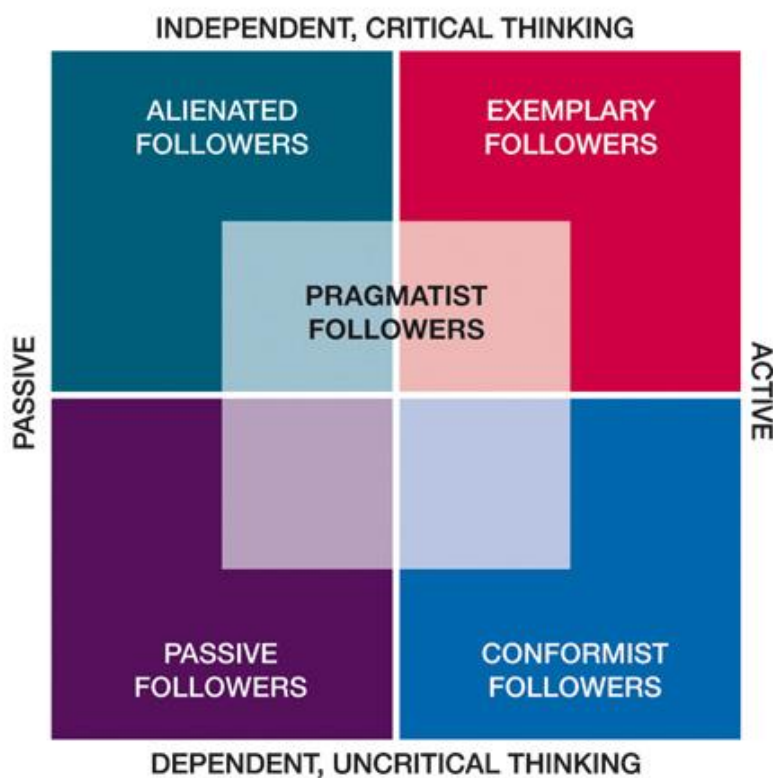 INDEPENDENT, CRITICAL THINKING
ALIENATED
FOLLOWERS
EXEMPLARY
FOLLOWERS
PRAGMATIST
FOLLOWERS
PASSIVE
ACTIVE
PASSIVE
FOLLOWERS
CONFORMIST
FOLLOWERS
DEPENDENT, UNCRITICAL THINKING